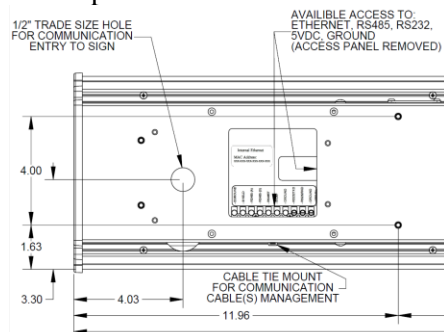 1/2" TRADE SIZE HOLE
FOR COMMUNICATION
ENTRY TO SIGN
AVAILIBLE ACCESS TO:
ETHERNET, RS485, RS232,
5VDC, GROUND
(ACCESS PANEL REMOVED)
Internal Ethernet
MAC Address:
4.00
1.63
3.30
4.03
11.96
CABLE TIE MOUNT
FOR COMMUNICATION
CABLE(S) MANAGEMENT